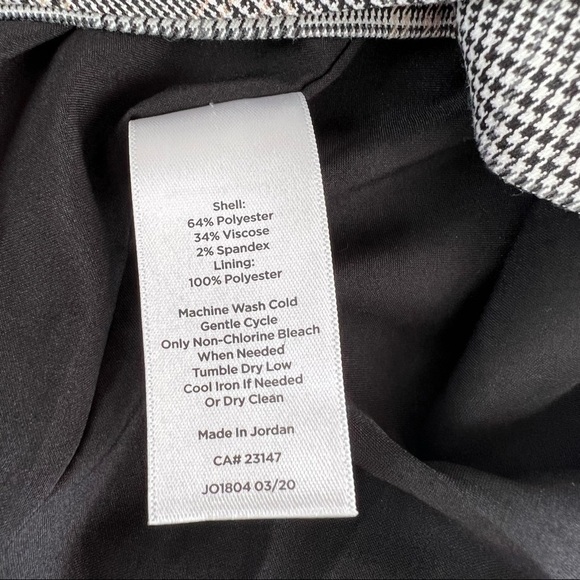 Shell:
64% Polyester
34% Viscose
2% Spandex
Lining:
100% Polyester
Machine Wash Cold
Gentle Cycle
Only Non-Chlorine Bleach
When Needed
Tumble Dry Low
Cool Iron If Needed
Or Dry Clean
Made In Jordan
CA# 23147
JO1804 03/20